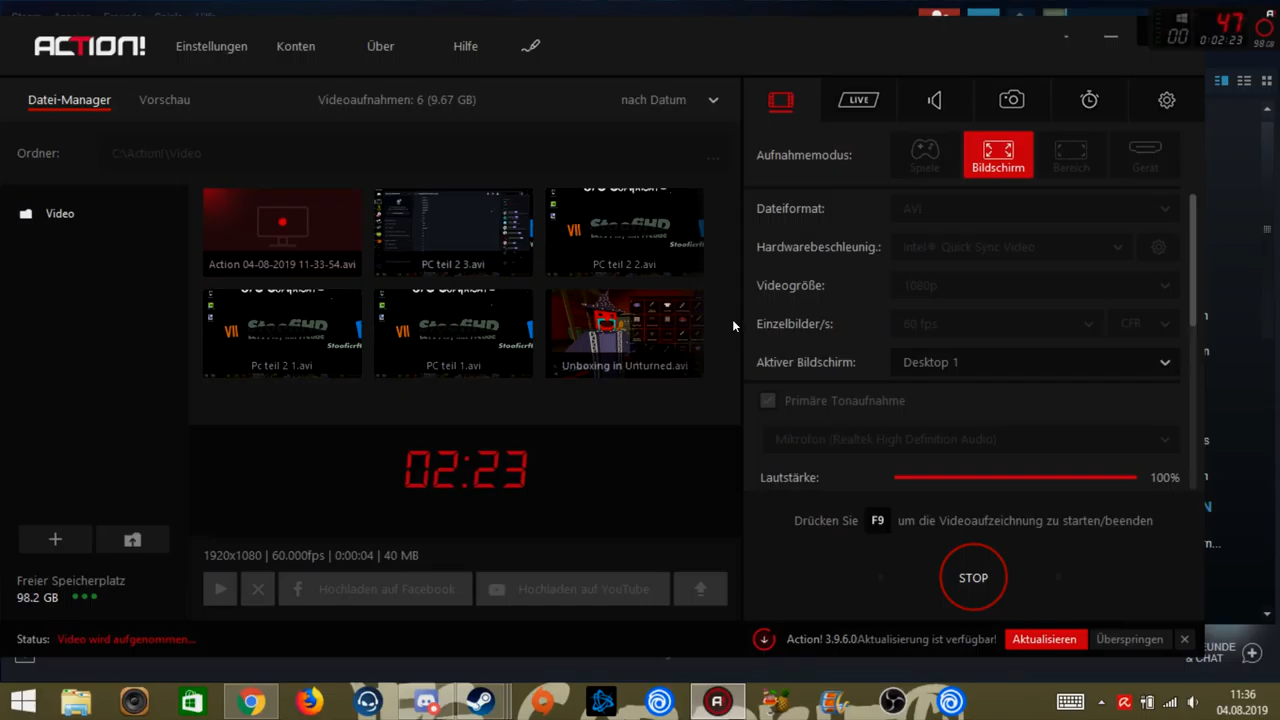 ACTION!
Einstellungen
Konten
Über
Hilfe
00
47
0:02:23
98 GB
Datei-Manager
Vorschau
Videoaufnahmen: 6 (9.67 GB)
nach Datum
LIVE
Ordner:
C:\Action!\Video
...
Aufnahmemodus:
Spiele
Bildschirm
Bereich
Gerät
Video
Action 04-08-2019 11-33-54.avi
PC teil 2 3.avi
PC teil 2 2.avi
Pc teil 2 1.avi
PC teil 1.avi
Unboxing in Unturned.avi
Dateiformat:
AVI
Hardwarebeschleunig.:
Intel® Quick Sync Video
Videogröße:
1080p
Einzelbilder/s:
60 fps
CFR
Aktiver Bildschirm:
Desktop 1
Primäre Tonaufnahme
Mikrofon (Realtek High Definition Audio)
Lautstärke:
100%
02:23
Drücken Sie F9 um die Videoaufzeichnung zu starten/beenden
STOP
1920x1080 | 60.000fps | 0:00:04 | 40 MB
Hochladen auf Facebook
Hochladen auf YouTube
Freier Speicherplatz
98.2 GB
Status:
Video wird aufgenommen...
Action! 3.9.6.0Aktualisierung ist verfügbar!
Aktualisieren
Überspringen
& CHAT
11:36
04.08.2019